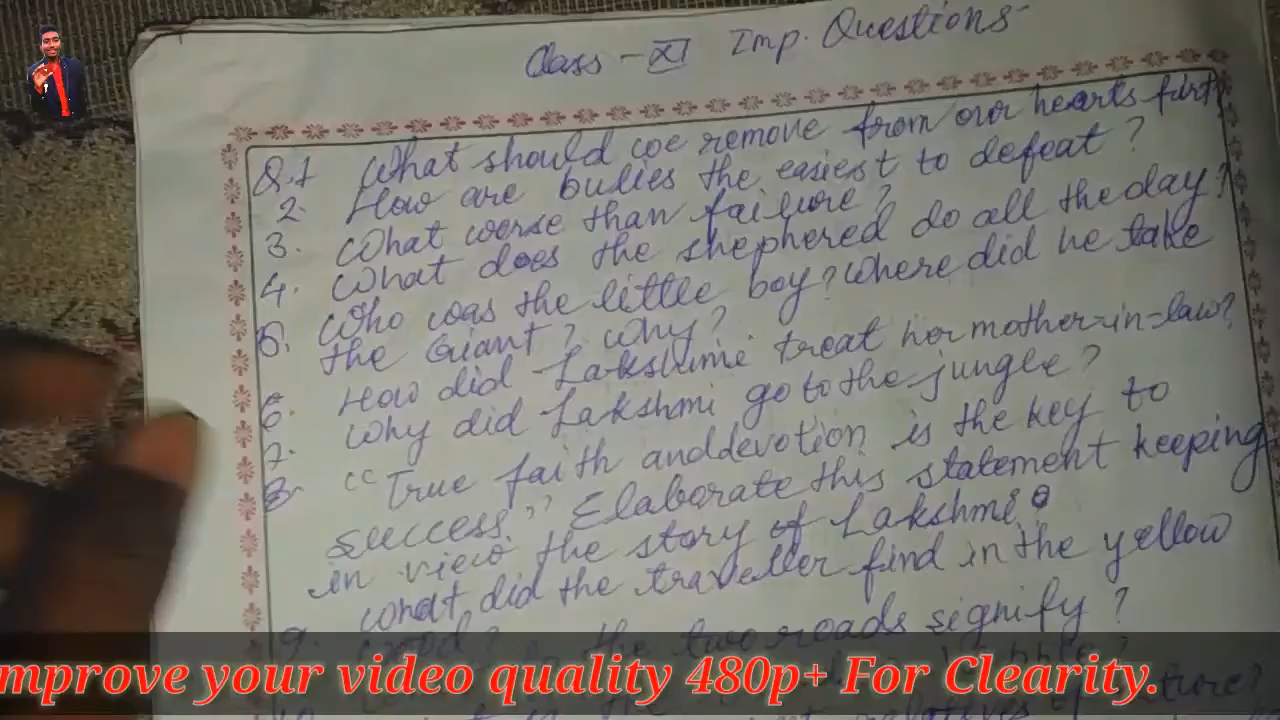 Class - XI Imp. Questions-
Q.1 What should we remove from our hearts first
2. How are bullies the easiest to defeat?
3. What worse than failure?
4. What does the shephered do all the day?
5. Who was the little boy? Where did he take
the Giant? Why?
6. How did Lakshmi treat her mother-in-law?
7. Why did Lakshmi go to the jungle?
8. "True faith and devotion is the key to
success." Elaborate this statement keeping
in view the story of Lakshmi.
9. What did the traveller find in the yellow
wood?
the two roads signify?
mprove your video quality 480p+ For Clearity.